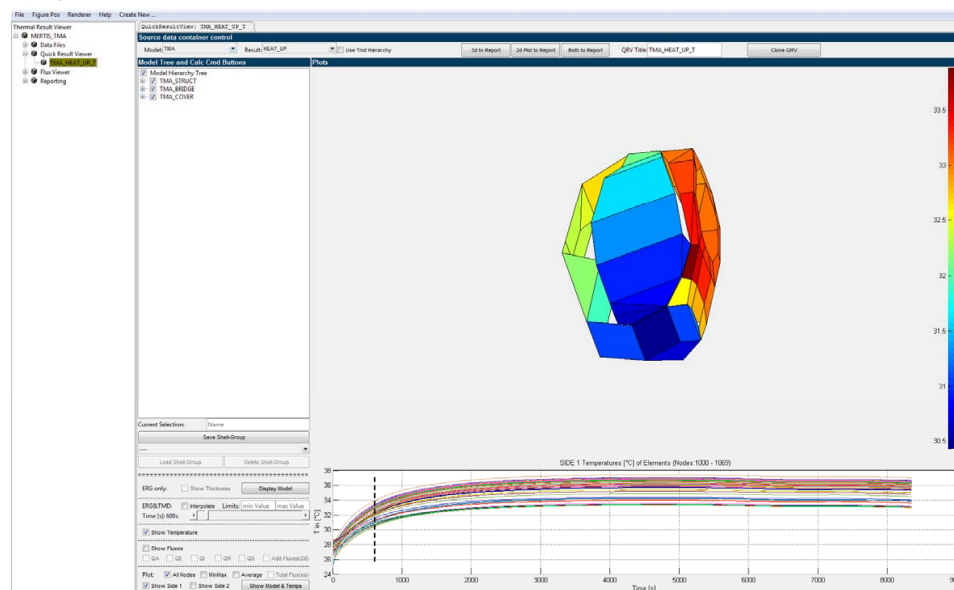 File Figure Pos Renderer Help Create New ...
Thermal Result Viewer
MERTIS_TMA
Data Files
Quick Result Viewer
TMA_HEAT_UP_T
Flux Viewer
Reporting
QuickResultView: TMA_HEAT_UP_T
Source data container control
Model: TMA Result: HEAT_UP Use Tmd Hierarchy 3d to Report 2d Plot to Report Both to Report QRV Title: TMA_HEAT_UP_T Clone QRV
Model Tree and Calc Cmd Buttons
Model Hierarchy Tree
TMA_STRUCT
TMA_BRIDGE
TMA_COVER
Current Selection: Name
Save Shell-Group
----
Load Shell-Group Delete Shell-Group
ERG only: Show Thickness Display Model
ERG&TMD: Interpolate Limits: min Value max Value
Time [s]: 600s
Show Temperature
Show Fluxes
QA QE QI QR QS Add Fluxes(2d)
Plot: All Nodes MinMax Average Total Flux(es)
Show Side 1 Show Side 2 Show Model & Temps
Plots
33.5
33
32.5
32
31.5
31
30.5
SIDE 1 Temperatures [°C] of Elements (Nodes:1000 - 1069)
T in [°C]
38
36
34
32
30
28
26
24
0 1000 2000 3000 4000 5000 6000 7000 8000
Time [s]